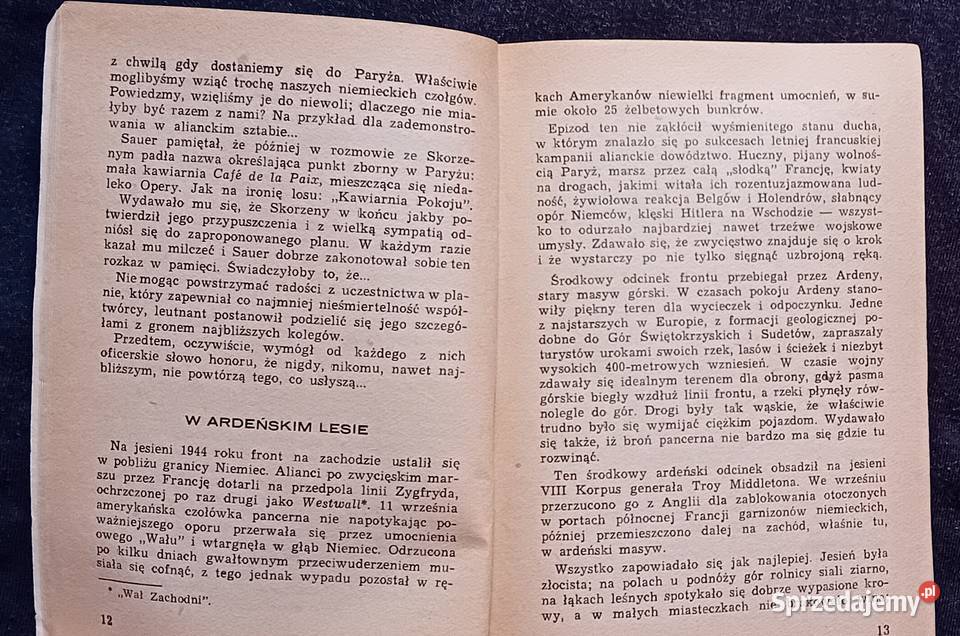 z chwilą gdy dostaniemy się do Paryża. Właściwie
moglibyśmy wziąć trochę naszych niemieckich czołgów.
Powiedzmy, wzięliśmy je do niewoli; dlaczego nie mia-
łyby być razem z nami? Na przykład dla zademonstro-
wania w alianckim sztabie...
Sauer pamiętał, że później w rozmowie ze Skorze-
nym padła nazwa określająca punkt zborny w Paryżu:
mała kawiarnia Café de la Paix, mieszcząca się nieda-
leko Opery. Jak na ironię losu: „Kawiarnia Pokoju”.
Wydawało mu się, że Skorzeny w końcu jakby po-
twierdził jego przypuszczenia i z wielką sympatią od-
niósł się do zaproponowanego planu. W każdym razie
kazał mu milczeć i Sauer dobrze zakonotował sobie ten
rozkaz w pamięci. Świadczyłoby to, że...
Nie mogąc powstrzymać radości z uczestnictwa w pla-
nie, który zapewniał co najmniej nieśmiertelność współ-
twórcy, leutnant postanowił podzielić się jego szczegó-
łami z gronem najbliższych kolegów.
Przedtem, oczywiście, wymógł od każdego z nich
oficerskie słowo honoru, że nigdy, nikomu, nawet naj-
bliższym, nie powtórzą tego, co usłyszą...
W ARDEŃSKIM LESIE
Na jesieni 1944 roku front na zachodzie ustalił się
w pobliżu granicy Niemiec. Alianci po zwycięskim mar-
szu przez Francję dotarli na przedpola linii Zygfryda,
ochrzczonej po raz drugi jako Westwall*. 11 września
amerykańska czołówka pancerna nie napotykając po-
ważniejszego oporu przerwała się przez umocnienia
owego „Wału” i wtargnęła w głąb Niemiec. Odrzucona
po kilku dniach gwałtownym przeciwuderzeniem mu-
siała się cofnąć, z tego jednak wypadu pozostał w rę-
* „Wał Zachodni”.
12
kach Amerykanów niewielki fragment umocnień, w su-
mie około 25 żelbetowych bunkrów.
Epizod ten nie zakłócił wyśmienitego stanu ducha,
w którym znalazło się po sukcesach letniej francuskiej
kampanii alianckie dowództwo. Huczny, pijany wolnoś-
cią Paryż, marsz przez całą „słodką” Francję, kwiaty
na drogach, jakimi witała ich rozentuzjazmowana lud-
ność, żywiołowa reakcja Belgów i Holendrów, słabnący
opór Niemców, klęski Hitlera na Wschodzie — wszyst-
ko to odurzało najbardziej nawet trzeźwe wojskowe
umysły. Zdawało się, że zwycięstwo znajduje się o krok
i że wystarczy po nie tylko sięgnąć uzbrojoną ręką.
Środkowy odcinek frontu przebiegał przez Ardeny,
stary masyw górski. W czasach pokoju Ardeny stano-
wiły piękny teren dla wycieczek i odpoczynku. Jedne
z najstarszych w Europie, z formacji geologicznej po-
dobne do Gór Świętokrzyskich i Sudetów, zapraszały
turystów urokami swoich rzek, lasów i ścieżek i niezbyt
wysokich 400-metrowych wzniesień. W czasie wojny
zdawały się idealnym terenem dla obrony, gdyż pasma
górskie biegły wzdłuż linii frontu, a rzeki płynęły rów-
nolegle do gór. Drogi były tak wąskie, że właściwie
trudno było się wymijać ciężkim pojazdom. Wydawało
się także, iż broń pancerna nie bardzo ma się gdzie tu
rozwinąć.
Ten środkowy ardeński odcinek obsadził na jesieni
VIII Korpus generała Troy Middletona. We wrześniu
przerzucono go z Anglii dla zablokowania otoczonych
w portach północnej Francji garnizonów niemieckich,
później przemieszczono dalej na zachód, właśnie tu,
w ardeński masyw.
Wszystko zapowiadało się jak najlepiej. Jesień była
złocista; na polach u podnóży gór rolnicy siali ziarno,
na łąkach leśnych spotykało się dobrze wypasione kro-
wy, a w małych miasteczkach nie
13
Sprzedajemy.pl